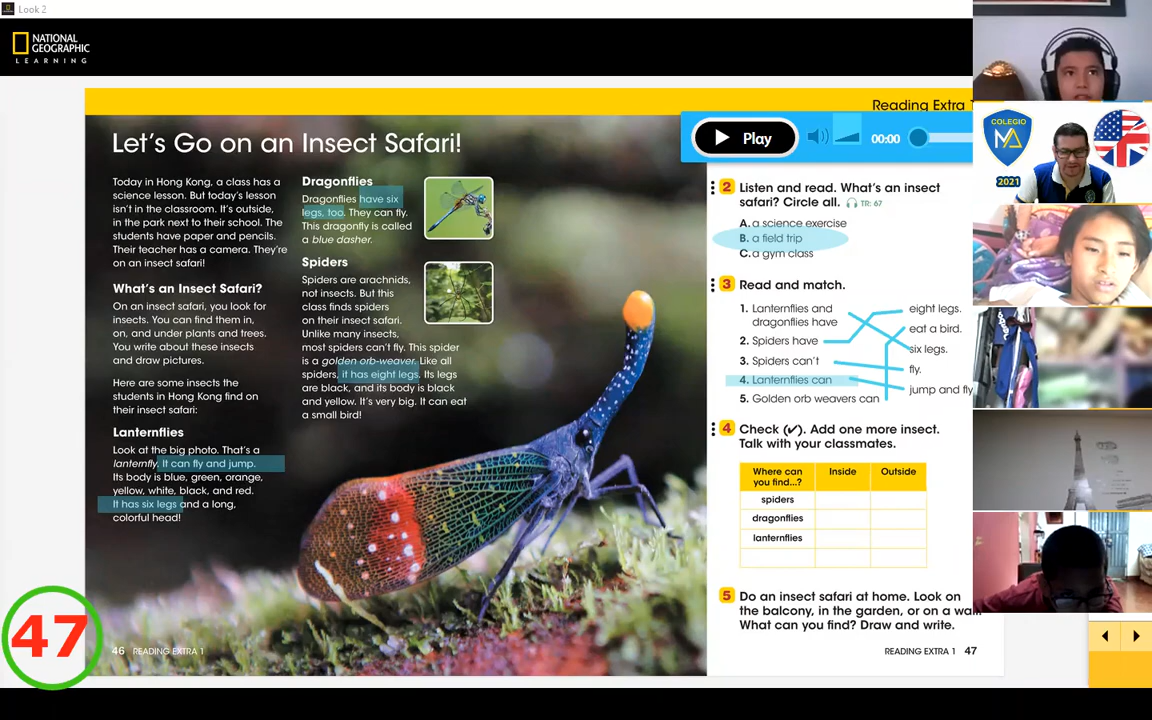 Look 2
NATIONAL
GEOGRAPHIC
LEARNING
Reading Extra 1
Let's Go on an Insect Safari!
Today in Hong Kong, a class has a
science lesson. But today's lesson
isn't in the classroom. It's outside,
in the park next to their school. The
students have paper and pencils.
Their teacher has a camera. They're
on an insect safari!
What's an Insect Safari?
On an insect safari, you look for
insects. You can find them in,
on, and under plants and trees.
You write about these insects
and draw pictures.
Here are some insects the
students in Hong Kong find on
their insect safari:
Lanternflies
Look at the big photo. That's a
lanternfly. It can fly and jump.
Its body is blue, green, orange,
yellow, white, black, and red.
It has six legs and a long,
colorful head!
Dragonflies
Dragonflies have six
legs, too. They can fly.
This dragonfly is called
a blue dasher.
Spiders
Spiders are arachnids,
not insects. But this
class finds spiders
on their insect safari.
Unlike many insects,
most spiders can't fly. This spider
is a golden orb-weaver. Like all
spiders, it has eight legs. Its legs
are black, and its body is black
and yellow. It's very big. It can eat
a small bird!
Play
00:00
2 Listen and read. What's an insect
safari? Circle all. TR: 67
A. a science exercise
B. a field trip
C. a gym class
3 Read and match.
1. Lanternflies and
dragonflies have
2. Spiders have
3. Spiders can't
4. Lanternflies can
5. Golden orb weavers can
eight legs.
eat a bird.
six legs.
fly.
jump and fly
4 Check (✔). Add one more insect.
Talk with your classmates.
Where can
you find...?
Inside
Outside
spiders
dragonflies
lanternflies
5 Do an insect safari at home. Look on
the balcony, in the garden, or on a wall.
What can you find? Draw and write.
47
46 READING EXTRA 1
READING EXTRA 1 47
COLEGIO
MA
2021